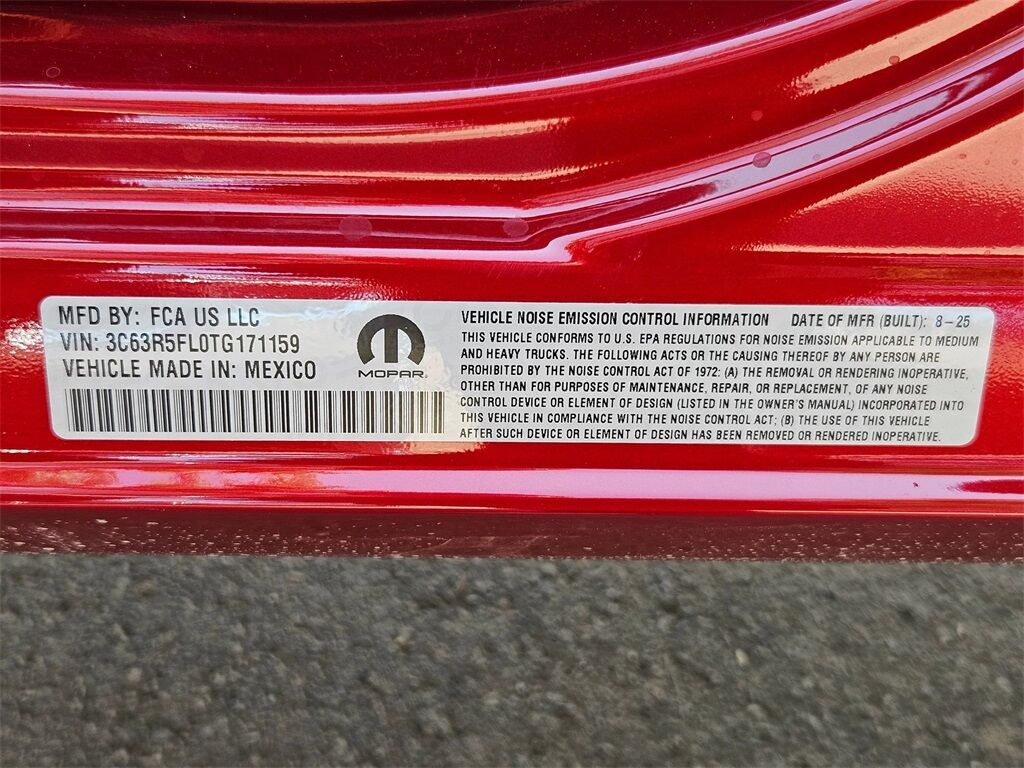 MFD BY: FCA US LLC
VIN: 3C63R5FL0TG171159
VEHICLE MADE IN: MEXICO
MOPAR
VEHICLE NOISE EMISSION CONTROL INFORMATION DATE OF MFR (BUILT): 8-25
THIS VEHICLE CONFORMS TO U.S. EPA REGULATIONS FOR NOISE EMISSION APPLICABLE TO MEDIUM
AND HEAVY TRUCKS. THE FOLLOWING ACTS OR THE CAUSING THEREOF BY ANY PERSON ARE
PROHIBITED BY THE NOISE CONTROL ACT OF 1972: (A) THE REMOVAL OR RENDERING INOPERATIVE,
OTHER THAN FOR PURPOSES OF MAINTENANCE, REPAIR, OR REPLACEMENT, OF ANY NOISE
CONTROL DEVICE OR ELEMENT OF DESIGN (LISTED IN THE OWNER'S MANUAL) INCORPORATED INTO
THIS VEHICLE IN COMPLIANCE WITH THE NOISE CONTROL ACT; (B) THE USE OF THIS VEHICLE
AFTER SUCH DEVICE OR ELEMENT OF DESIGN HAS BEEN REMOVED OR RENDERED INOPERATIVE.